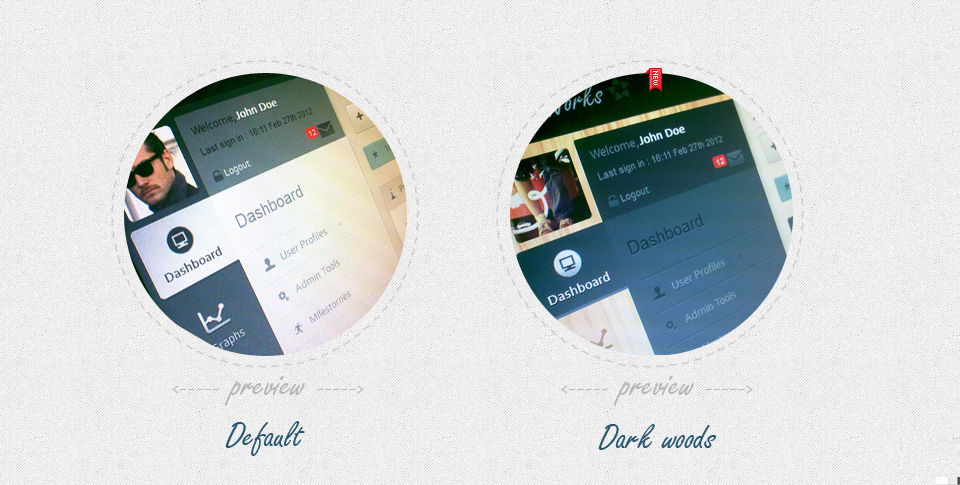 Welcome, John Doe
Last sign in : 16:11 Feb 27th 2012
12
Logout
Dashboard
Dashboard
User Profiles
Admin Tools
Milestones
Graphs
preview
Default
NEW
Welcome, John Doe
Last sign in : 16:11 Feb 27th 2012
12
Logout
Dashboard
Dashboard
User Profiles
Admin Tools
preview
Dark woods